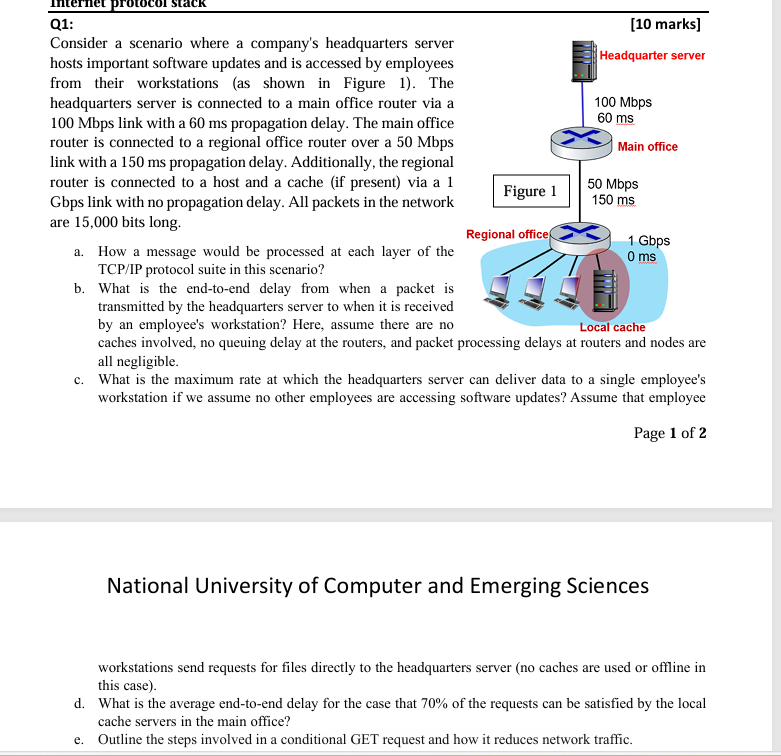 Internet protocol stack
Q1:
[10 marks]
Consider a scenario where a company's headquarters server
hosts important software updates and is accessed by employees
from their workstations (as shown in Figure 1). The
headquarters server is connected to a main office router via a
100 Mbps link with a 60 ms propagation delay. The main office
router is connected to a regional office router over a 50 Mbps
link with a 150 ms propagation delay. Additionally, the regional
router is connected to a host and a cache (if present) via a 1
Gbps link with no propagation delay. All packets in the network
are 15,000 bits long.
Headquarter server
100 Mbps
60 ms
Main office
Figure 1
50 Mbps
150 ms
Regional office
1 Gbps
0 ms
Local cache
a. How a message would be processed at each layer of the
TCP/IP protocol suite in this scenario?
b. What is the end-to-end delay from when a packet is
transmitted by the headquarters server to when it is received
by an employee's workstation? Here, assume there are no
caches involved, no queuing delay at the routers, and packet processing delays at routers and nodes are
all negligible.
c. What is the maximum rate at which the headquarters server can deliver data to a single employee's
workstation if we assume no other employees are accessing software updates? Assume that employee
Page 1 of 2
National University of Computer and Emerging Sciences
workstations send requests for files directly to the headquarters server (no caches are used or offline in
this case).
d. What is the average end-to-end delay for the case that 70% of the requests can be satisfied by the local
cache servers in the main office?
e. Outline the steps involved in a conditional GET request and how it reduces network traffic.